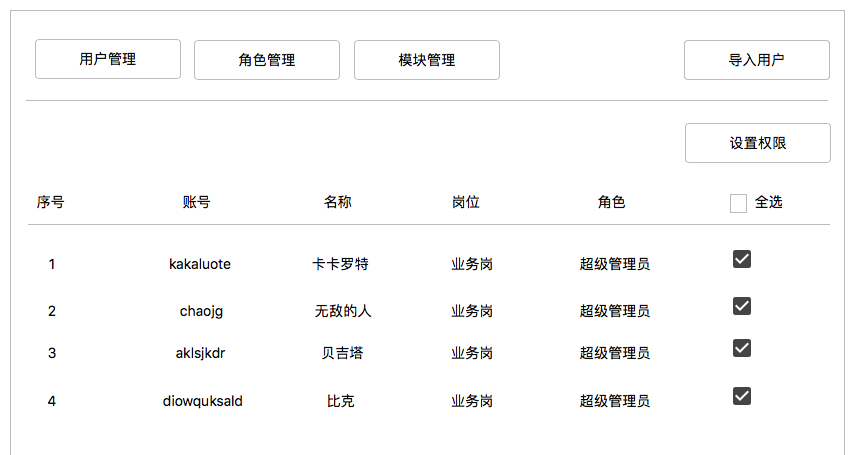 用户管理 角色管理 模块管理 导入用户
设置权限
序号 账号 名称 岗位 角色 全选
1 kakaluote 卡卡罗特 业务岗 超级管理员
2 chaojg 无敌的人 业务岗 超级管理员
3 aklsjkdr 贝吉塔 业务岗 超级管理员
4 diowquksald 比克 业务岗 超级管理员